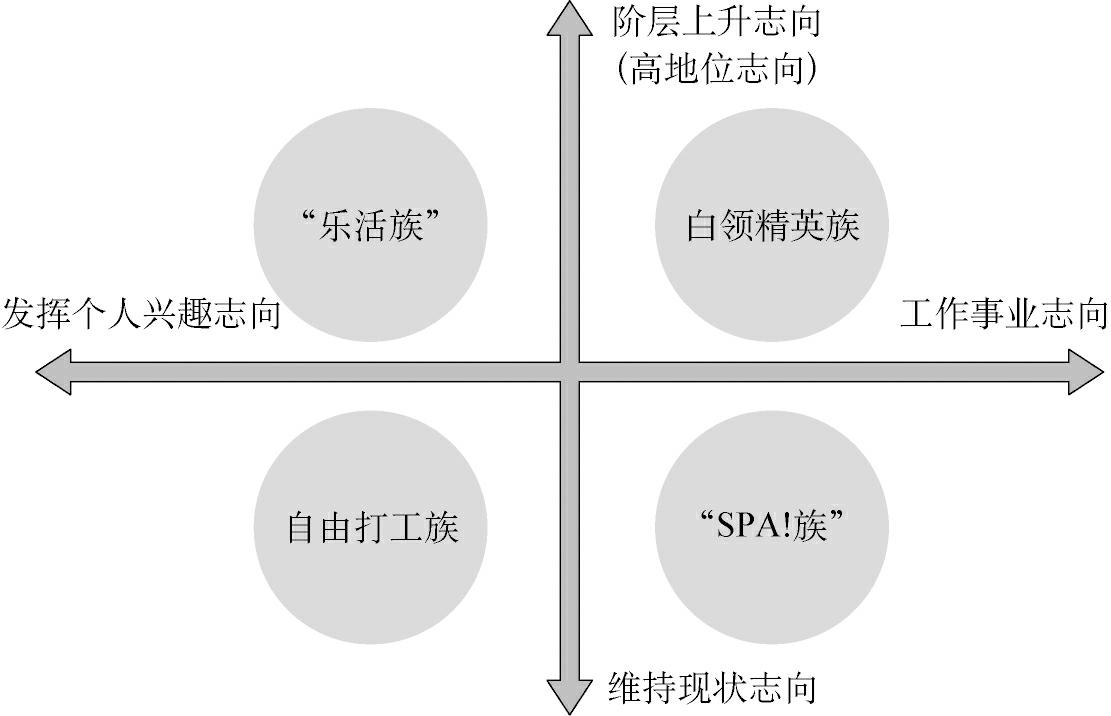 阶层上升志向
(高地位志向)
“乐活族”
白领精英族
发挥个人兴趣志向
工作事业志向
自由打工族
“SPA!族”
维持现状志向